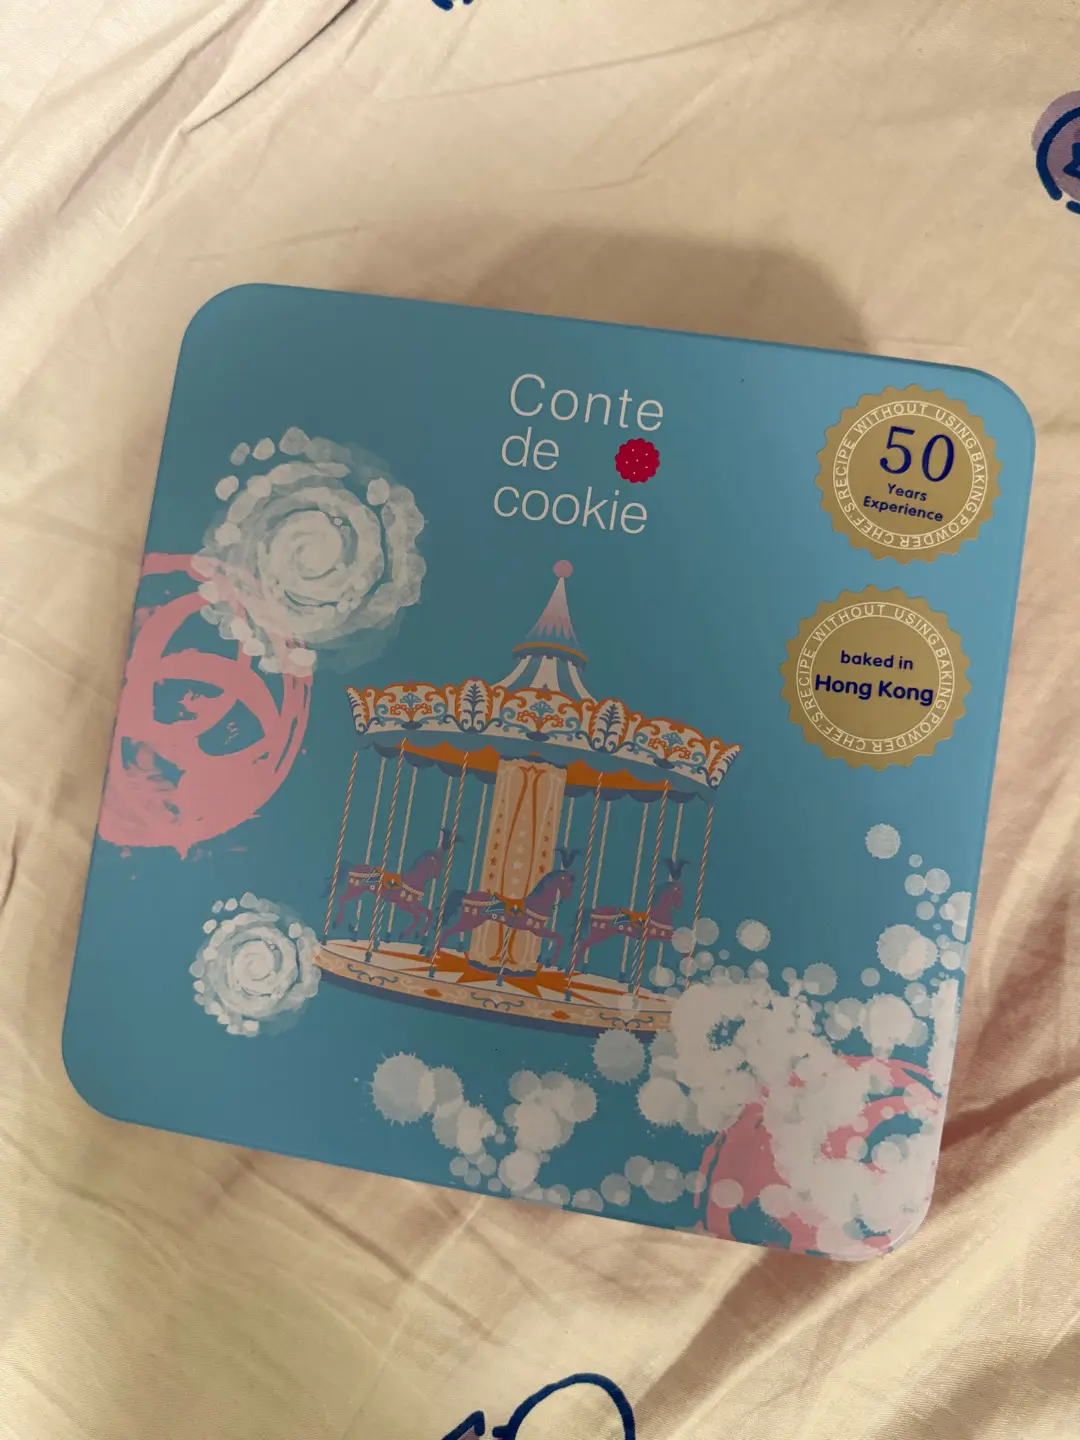 Conte
de
cookie
50
Years
Experience
CHEF'S RECIPE WITHOUT USING BAKING POWDER
baked in
Hong Kong
CHEF'S RECIPE WITHOUT USING BAKING POWDER